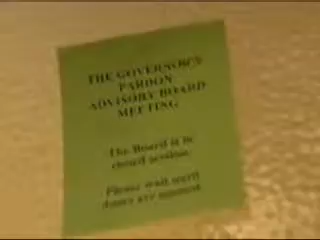 THE GOVERNOR'S
PARDON
ADVISORY BOARD
MEETING
The Board is in
closed session.
Please wait until
doors are opened.